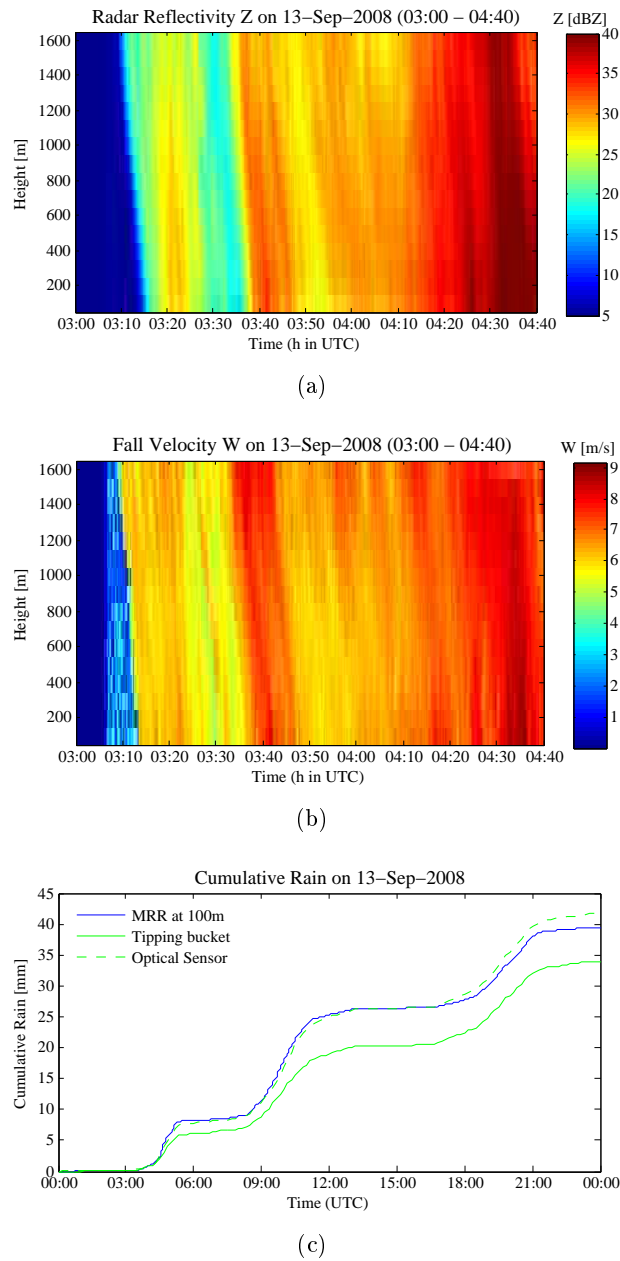 Radar Reflectivity Z on 13−Sep−2008 (03:00 − 04:40)
Z [dBZ]
Height [m]
1600
1400
1200
1000
800
600
400
200
40
35
30
25
20
15
10
5
03:00 03:10 03:20 03:30 03:40 03:50 04:00 04:10 04:20 04:30 04:40
Time (h in UTC)
(a)
Fall Velocity W on 13−Sep−2008 (03:00 − 04:40)
W [m/s]
Height [m]
1600
1400
1200
1000
800
600
400
200
9
8
7
6
5
4
3
2
1
03:00 03:10 03:20 03:30 03:40 03:50 04:00 04:10 04:20 04:30 04:40
Time (h in UTC)
(b)
Cumulative Rain on 13−Sep−2008
Cumulative Rain [mm]
45
40
35
30
25
20
15
10
5
0
MRR at 100m
Tipping bucket
Optical Sensor
00:00 03:00 06:00 09:00 12:00 15:00 18:00 21:00 00:00
Time (UTC)
(c)